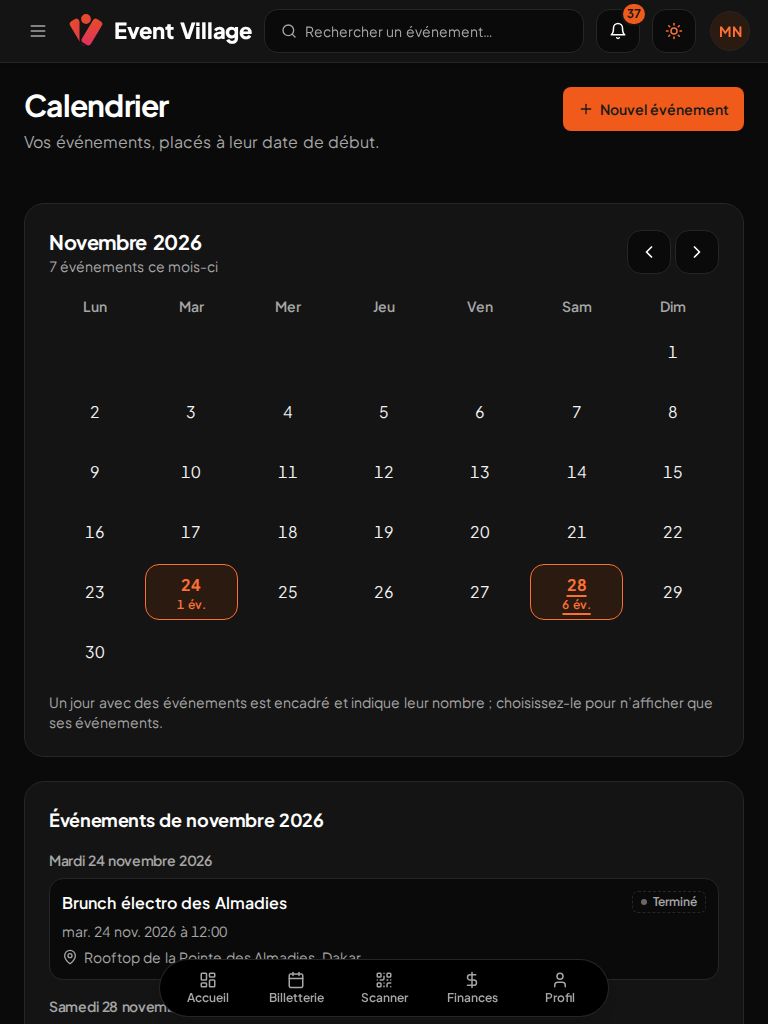 Event Village
Rechercher un événement...
37
MN
Calendrier
Nouvel événement
Vos événements, placés à leur date de début.
Novembre 2026
7 événements ce mois-ci
Lun Mar Mer Jeu Ven Sam Dim
1
2 3 4 5 6 7 8
9 10 11 12 13 14 15
16 17 18 19 20 21 22
23 24 25 26 27 28 29
1 év. 6 év.
30
Un jour avec des événements est encadré et indique leur nombre ; choisissez-le pour n'afficher que
ses événements.
Événements de novembre 2026
Mardi 24 novembre 2026
Brunch électro des Almadies
Terminé
mar. 24 nov. 2026 à 12:00
Rooftop de la Pointe des Almadies, Dakar
Samedi 28
Accueil Billetterie Scanner Finances Profil